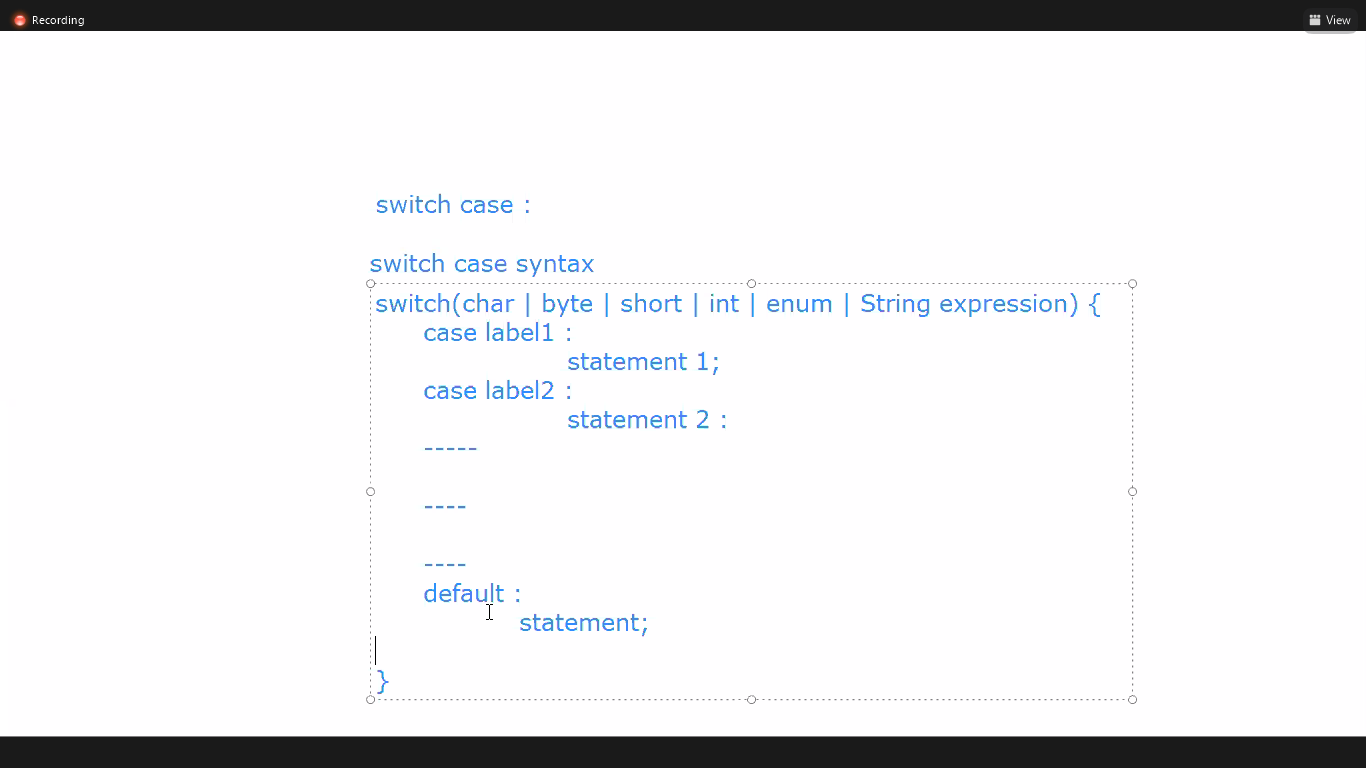 Recording
View
switch case :
switch case syntax
switch(char | byte | short | int | enum | String expression) {
case label1 :
statement 1;
case label2 :
statement 2 :
-----
----
----
default :
statement;
}